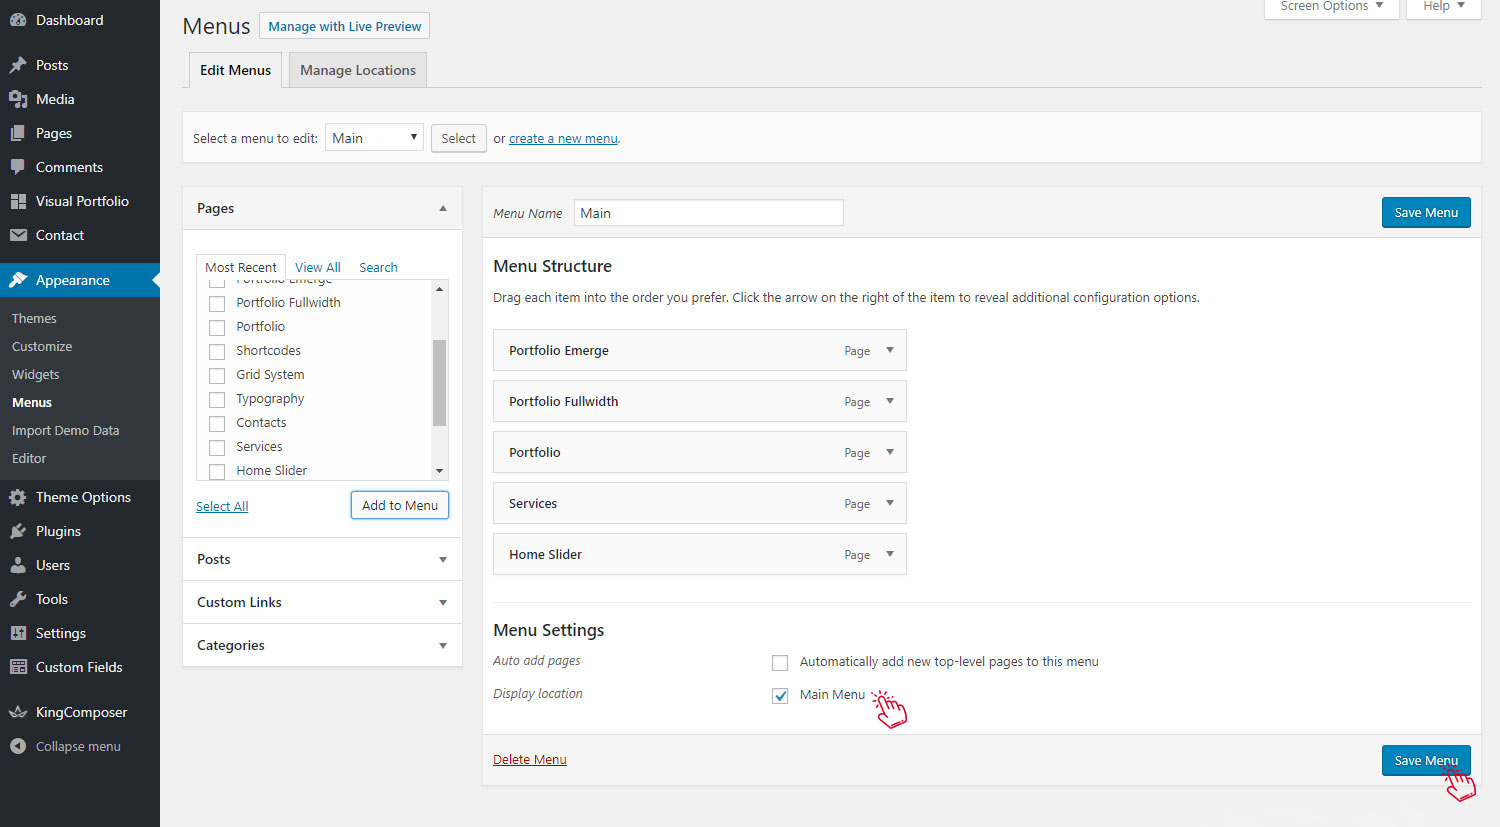 Dashboard
Posts
Media
Pages
Comments
Visual Portfolio
Contact
Appearance
Themes
Customize
Widgets
Menus
Import Demo Data
Editor
Theme Options
Plugins
Users
Tools
Settings
Custom Fields
KingComposer
Collapse menu
Menus Manage with Live Preview
Screen Options Help
Edit Menus Manage Locations
Select a menu to edit: Main Select or create a new menu.
Pages
Most Recent View All Search
Portfolio Emerge
Portfolio Fullwidth
Portfolio
Shortcodes
Grid System
Typography
Contacts
Services
Home Slider
Select All Add to Menu
Posts
Custom Links
Categories
Menu Name Main Save Menu
Menu Structure
Drag each item into the order you prefer. Click the arrow on the right of the item to reveal additional configuration options.
Portfolio Emerge Page
Portfolio Fullwidth Page
Portfolio Page
Services Page
Home Slider Page
Menu Settings
Auto add pages Automatically add new top-level pages to this menu
Display location Main Menu
Delete Menu Save Menu